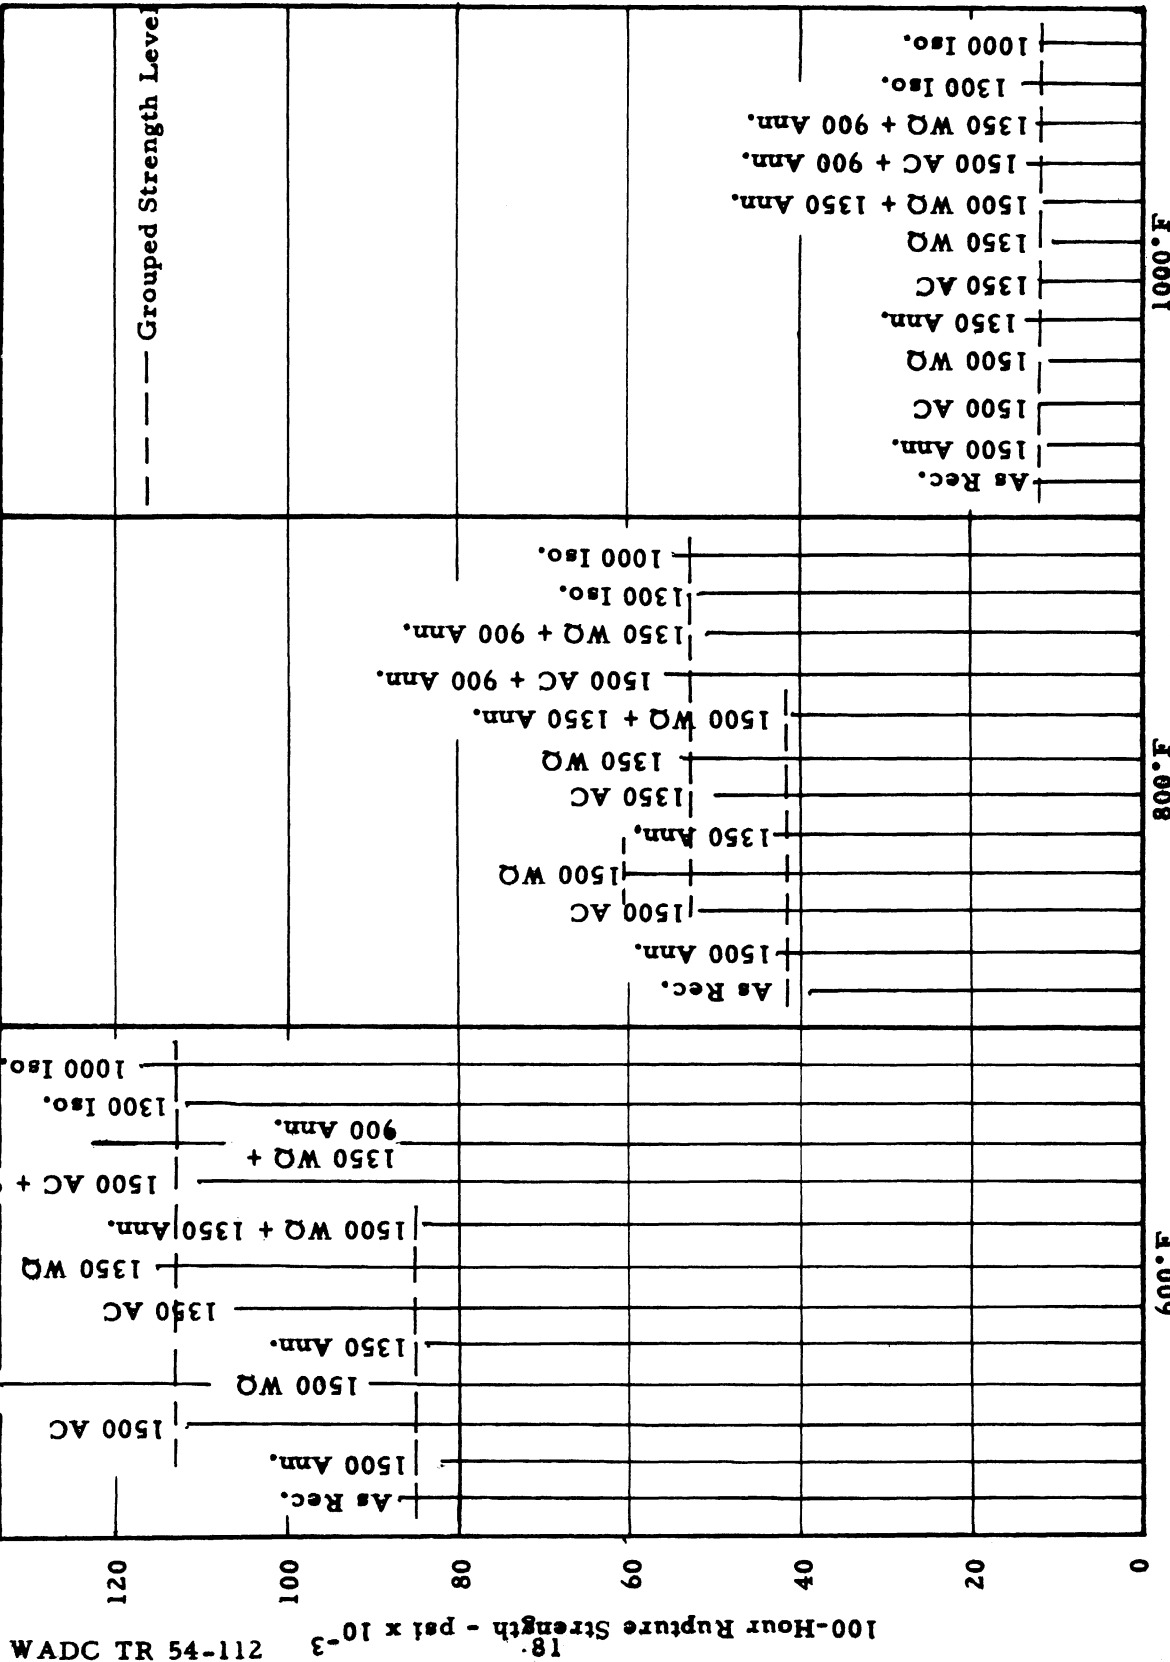 — — — — Grouped Strength Level
1000 Iso.
1300 Iso.
1350 WQ + 900 Ann.
1500 AC + 900 Ann.
1500 WQ + 1350 Ann.
1350 WQ
1350 AC
1350 Ann.
1500 WQ
1500 AC
1500 Ann.
As Rec.
1000°F
1000 Iso.
1300 Iso.
1350 WQ + 900 Ann.
1500 AC + 900 Ann.
1500 WQ + 1350 Ann.
1350 WQ
1350 AC
1350 Ann.
1500 WQ
1500 AC
1500 Ann.
As Rec.
800°F
1000 Iso.
1300 Iso.
1350 WQ +
900 Ann.
1500 AC +
1500 WQ + 1350 Ann.
1350 WQ
1350 AC
1350 Ann.
1500 WQ
1500 AC
1500 Ann.
As Rec.
600°F
120
100
80
60
40
20
0
100-Hour Rupture Strength - psi x 10-3
WADC TR 54-112
81